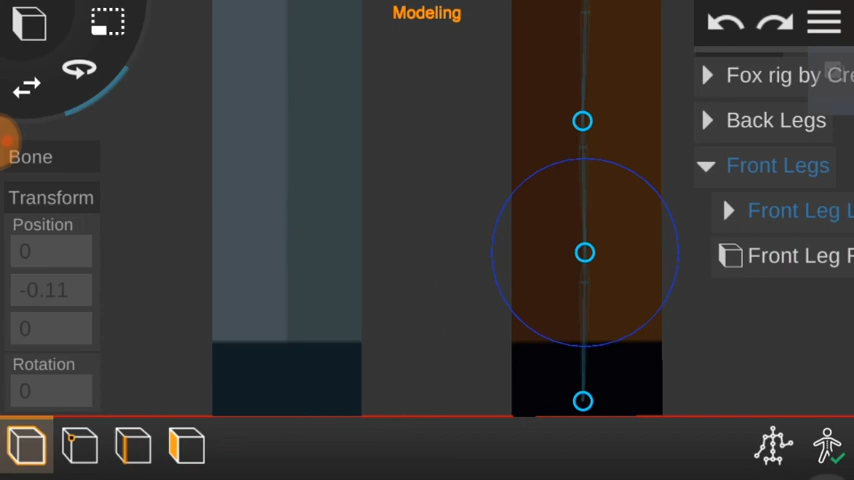 Modeling
Fox rig by Cre
Back Legs
Front Legs
Front Leg L
Front Leg F
Bone
Transform
Position
0
-0.11
0
Rotation
0